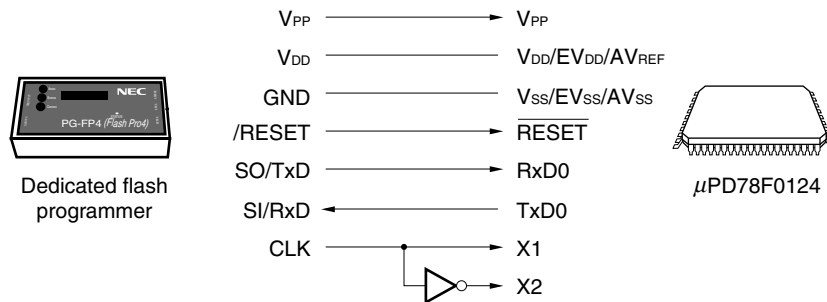 VPP VPP
VDD VDD/EVDD/AVREF
GND VSS/EVSS/AVSS
/RESET RESET
SO/TxD RxD0
SI/RxD TxD0
CLK X1
X2
NEC
PG-FP4 (Flash Pro4)
Dedicated flash
programmer
μPD78F0124